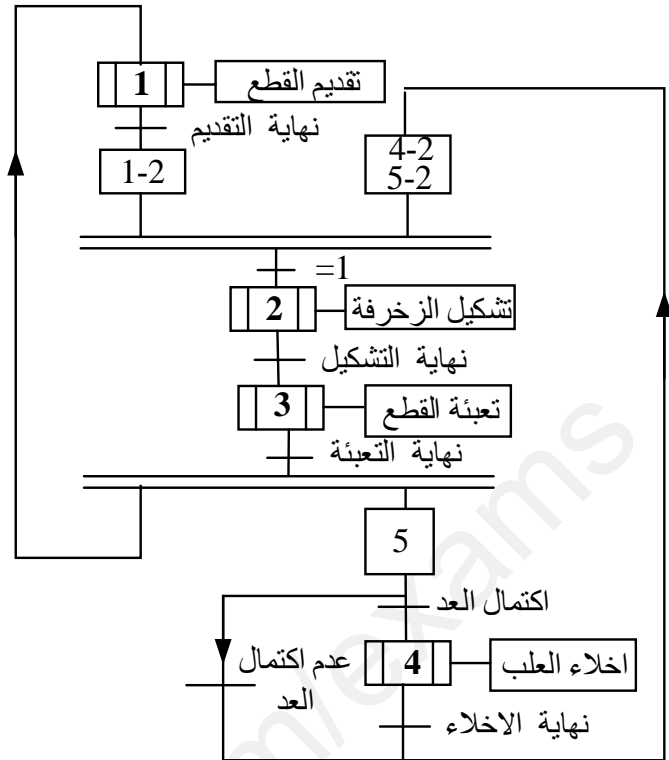 1
تقديم القطع
نهاية التقديم
1-2
4-2
5-2
=1
2
تشكيل الزخرفة
نهاية التشكيل
3
تعبئة القطع
نهاية التعبئة
5
اكتمال العد
4
اخلاء العلب
عدم اكتمال
العد
نهاية الاخلاء
m/exams